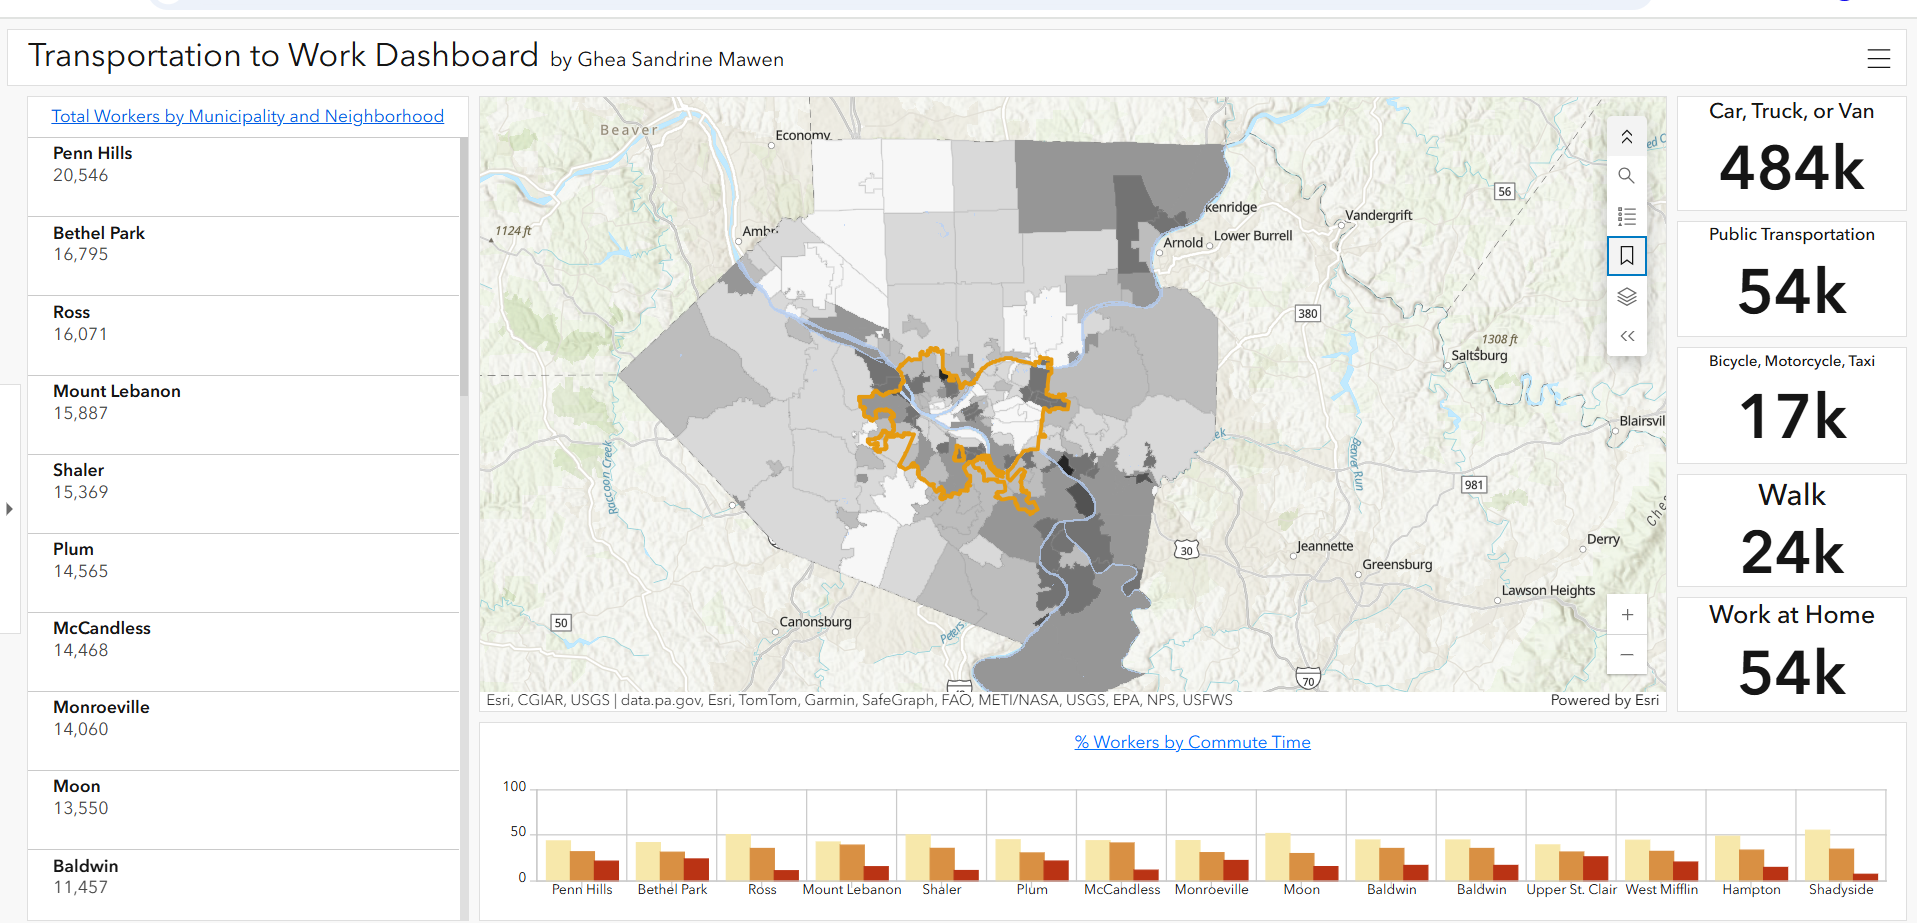 Transportation to Work Dashboard by Ghea Sandrine Mawen
Total Workers by Municipality and Neighborhood
Penn Hills
20,546
Bethel Park
16,795
Ross
16,071
Mount Lebanon
15,887
Shaler
15,369
Plum
14,565
McCandless
14,468
Monroeville
14,060
Moon
13,550
Baldwin
11,457
Beaver
Economy
1124 ft
Ambr
kenridge
Arnold
Lower Burrell
Vandergrift
56
380
1308 ft
Saltsburg
Blairsvil
Raccoon Creek
Beaver Run
981
30
Jeannette
Greensburg
Derry
Lawson Heights
50
Canonsburg
Peters
70
Esri, CGIAR, USGS | data.pa.gov, Esri, TomTom, Garmin, SafeGraph, FAO, METI/NASA, USGS, EPA, NPS, USFWS
Powered by Esri
Car, Truck, or Van
484k
Public Transportation
54k
Bicycle, Motorcycle, Taxi
17k
Walk
24k
Work at Home
54k
% Workers by Commute Time
100
50
0
Penn Hills Bethel Park Ross Mount Lebanon Shaler Plum McCandless Monroeville Moon Baldwin Baldwin Upper St. Clair West Mifflin Hampton Shadyside